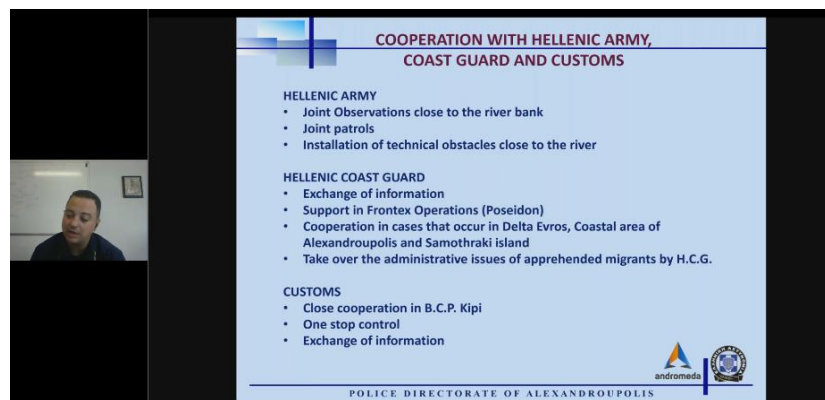 COOPERATION WITH HELLENIC ARMY,
COAST GUARD AND CUSTOMS
HELLENIC ARMY
• Joint Observations close to the river bank
• Joint patrols
• Installation of technical obstacles close to the river
HELLENIC COAST GUARD
• Exchange of information
• Support in Frontex Operations (Poseidon)
• Cooperation in cases that occur in Delta Evros, Coastal area of
Alexandroupolis and Samothraki island
• Take over the administrative issues of apprehended migrants by H.C.G.
CUSTOMS
• Close cooperation in B.C.P. Kipi
• One stop control
• Exchange of information
andromeda
POLICE DIRECTORATE OF ALEXANDROUPOLIS